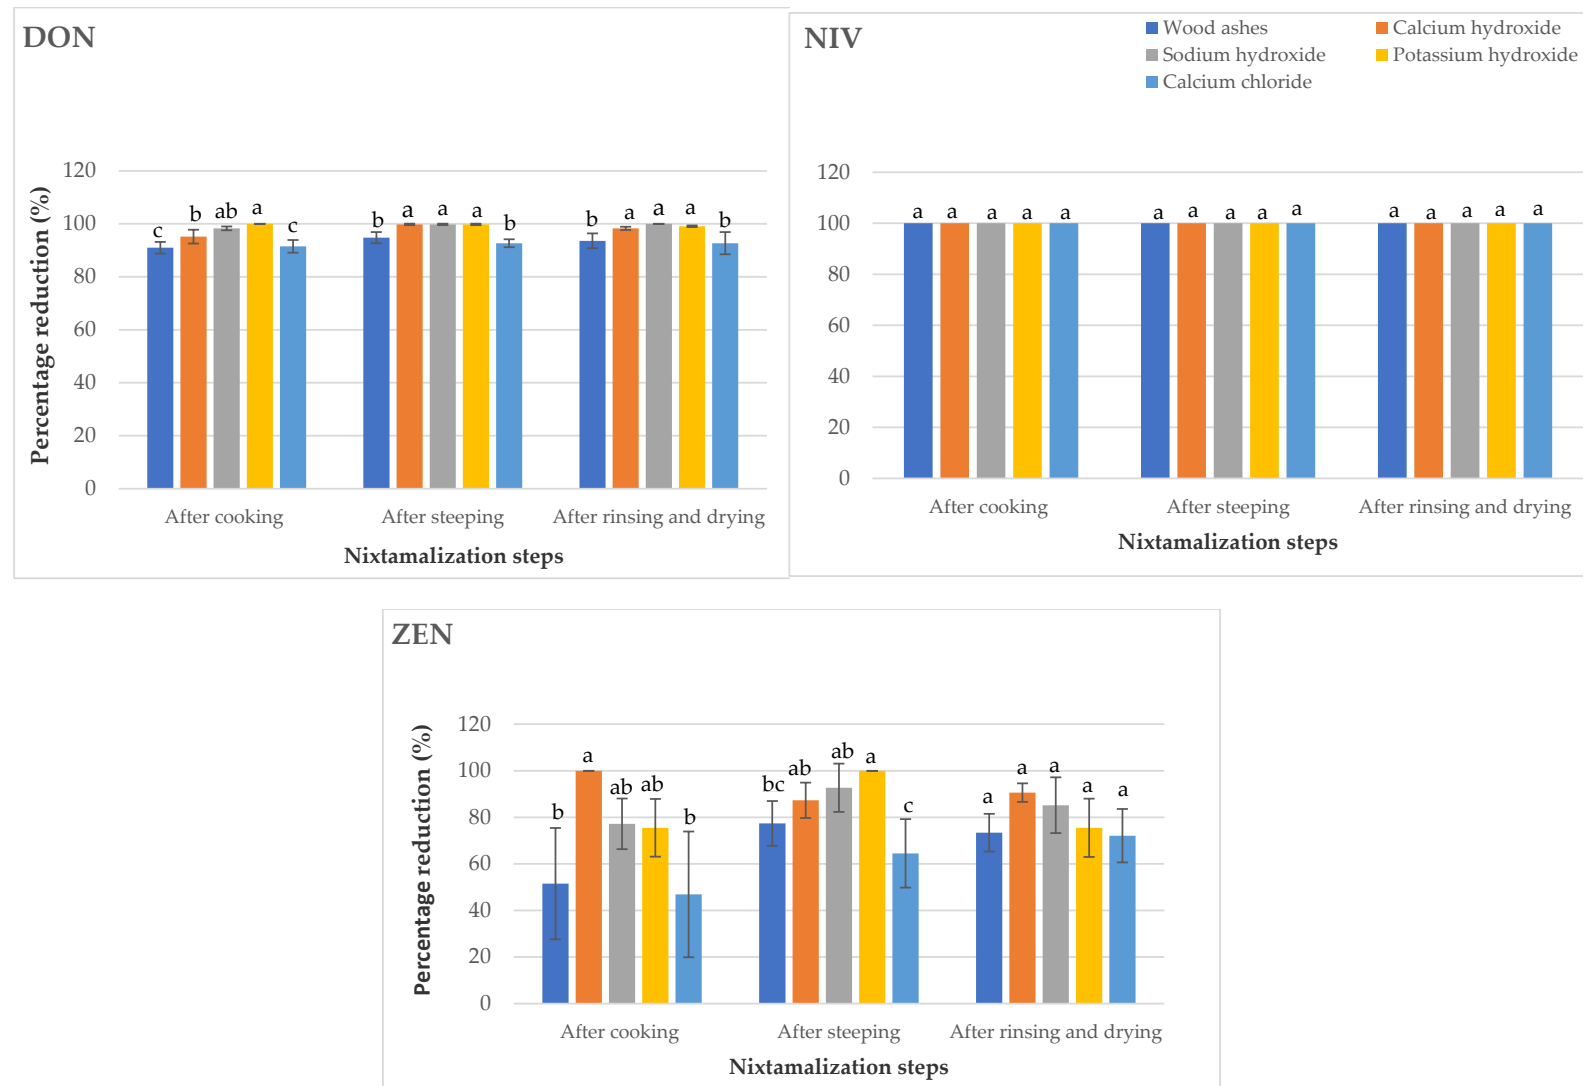 DON
120
100
80
60
40
20
0
Percentage reduction (%)
c b ab a c
b a a a b
b a a a b
After cooking After steeping After rinsing and drying
Nixtamalization steps
NIV
Wood ashes Calcium hydroxide
Sodium hydroxide Potassium hydroxide
Calcium chloride
120
100
80
60
40
20
0
a a a a a
a a a a a
a a a a a
After cooking After steeping After rinsing and drying
Nixtamalization steps
ZEN
120
100
80
60
40
20
0
Percentage reduction (%)
b a ab ab b
bc ab ab a c
a a a a a
After cooking After steeping After rinsing and drying
Nixtamalization steps